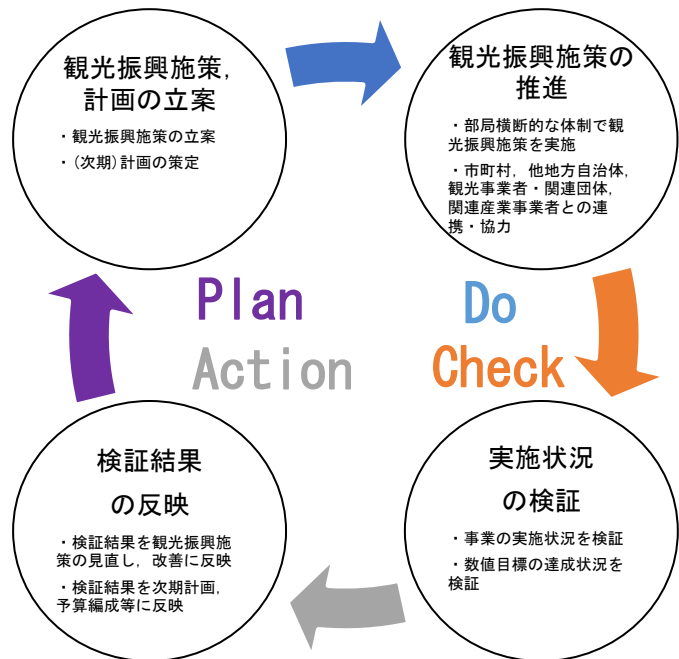 観光振興施策,
計画の立案
・観光振興施策の立案
・(次期)計画の策定
観光振興施策の
推進
・部局横断的な体制で観
光振興施策を実施
・市町村，他地方自治体，
観光事業者・関連団体，
関連産業事業者との連
携・協力
Plan
Do
Action
Check
検証結果
の反映
・検証結果を観光振興施
策の見直し，改善に反映
・検証結果を次期計画，
予算編成等に反映
実施状況
の検証
・事業の実施状況を検証
・数値目標の達成状況を
検証